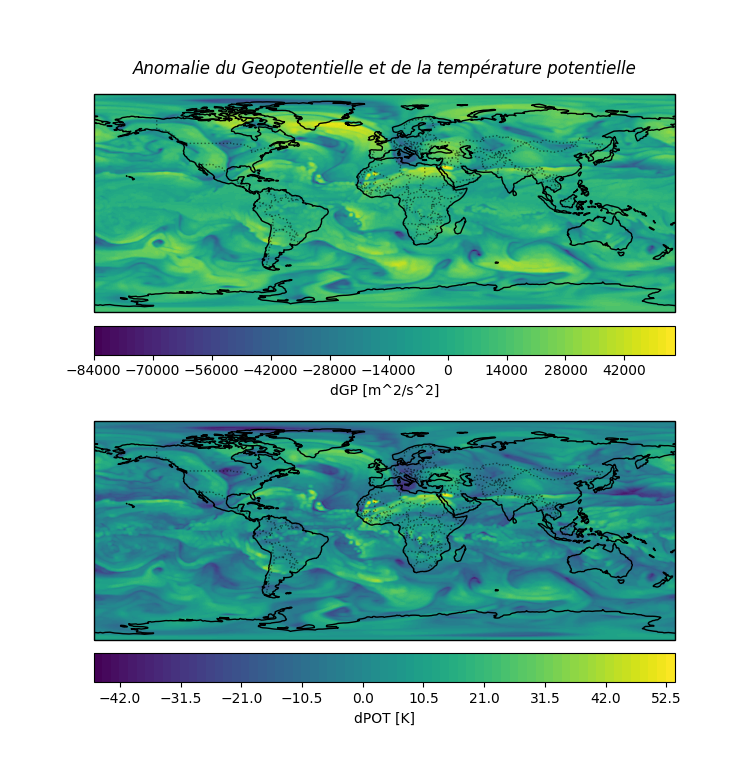 Anomalie du Geopotentielle et de la température potentielle
−84000 −70000 −56000 −42000 −28000 −14000 0 14000 28000 42000
dGP [m^2/s^2]
−42.0 −31.5 −21.0 −10.5 0.0 10.5 21.0 31.5 42.0 52.5
dPOT [K]